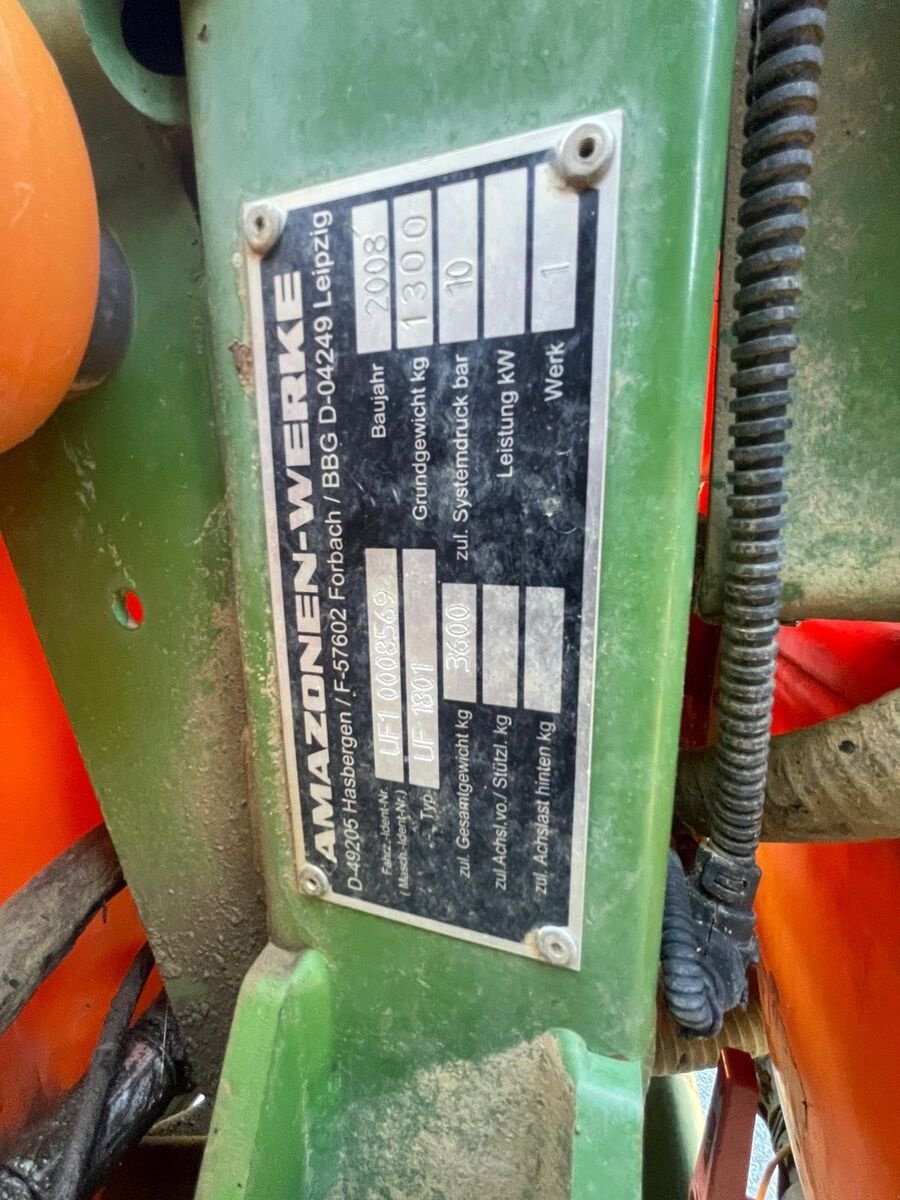 AMAZONEN-WERKE
D-49205 Hasbergen / F-57602 Forbach / BBG D-04249 Leipzig
Fahrz.-Ident-Nr. UF1 0008569 Baujahr 2008
(Masch.-Ident-Nr.) Grundgewicht kg 1300
Typ UF 1801
zul. Gesamtgewicht kg 3600 zul. Systemdruck bar 10
zul.Achsl.vo./Stützl. kg Leistung kW
zul. Achslast hinten kg Werk 1